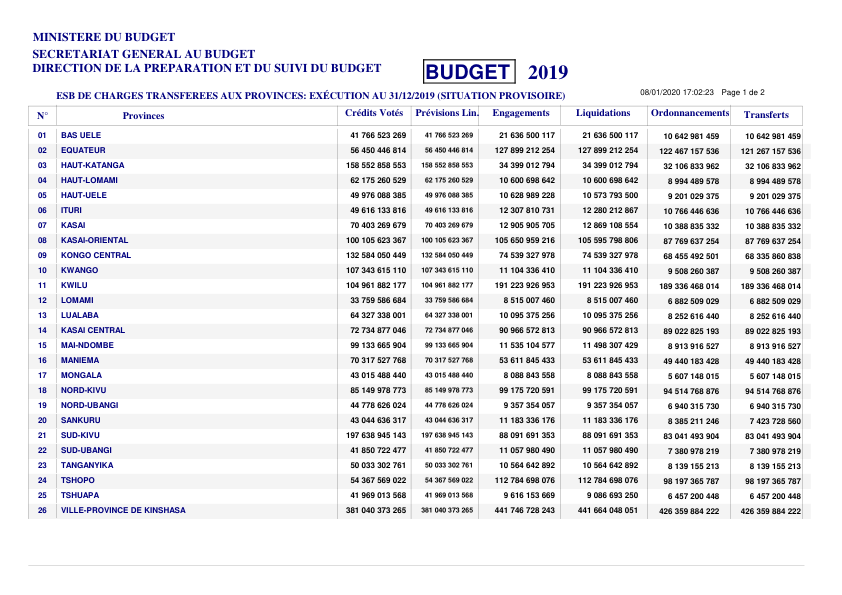 MINISTERE DU BUDGET
SECRETARIAT GENERAL AU BUDGET
DIRECTION DE LA PREPARATION ET DU SUIVI DU BUDGET
BUDGET 2019
ESB DE CHARGES TRANSFEREES AUX PROVINCES: EXÉCUTION AU 31/12/2019 (SITUATION PROVISOIRE) 08/01/2020 17:02:23 Page 1 de 2
N° Provinces Crédits Votés Prévisions Lin. Engagements Liquidations Ordonnancements Transferts
01 BAS UELE 41 766 523 269 41 766 523 269 21 636 500 117 21 636 500 117 10 642 981 459 10 642 981 459
02 EQUATEUR 56 450 446 814 56 450 446 814 127 899 212 254 127 899 212 254 122 467 157 536 121 267 157 536
03 HAUT-KATANGA 158 552 858 553 158 552 858 553 34 399 012 794 34 399 012 794 32 106 833 962 32 106 833 962
04 HAUT-LOMAMI 62 175 260 529 62 175 260 529 10 600 698 642 10 600 698 642 8 994 489 578 8 994 489 578
05 HAUT-UELE 49 976 088 385 49 976 088 385 10 628 989 228 10 573 793 500 9 201 029 375 9 201 029 375
06 ITURI 49 616 133 816 49 616 133 816 12 307 810 731 12 280 212 867 10 766 446 636 10 766 446 636
07 KASAI 70 403 269 679 70 403 269 679 12 905 905 705 12 869 108 554 10 388 835 332 10 388 835 332
08 KASAI-ORIENTAL 100 105 623 367 100 105 623 367 105 650 959 216 105 595 798 806 87 769 637 254 87 769 637 254
09 KONGO CENTRAL 132 584 050 449 132 584 050 449 74 539 327 978 74 539 327 978 68 455 492 501 68 335 860 838
10 KWANGO 107 343 615 110 107 343 615 110 11 104 336 410 11 104 336 410 9 508 260 387 9 508 260 387
11 KWILU 104 961 882 177 104 961 882 177 191 223 926 953 191 223 926 953 189 336 468 014 189 336 468 014
12 LOMAMI 33 759 586 684 33 759 586 684 8 515 007 460 8 515 007 460 6 882 509 029 6 882 509 029
13 LUALABA 64 327 338 001 64 327 338 001 10 095 375 256 10 095 375 256 8 252 616 440 8 252 616 440
14 KASAI CENTRAL 72 734 877 046 72 734 877 046 90 966 572 813 90 966 572 813 89 022 825 193 89 022 825 193
15 MAI-NDOMBE 99 133 665 904 99 133 665 904 11 535 104 577 11 498 307 429 8 913 916 527 8 913 916 527
16 MANIEMA 70 317 527 768 70 317 527 768 53 611 845 433 53 611 845 433 49 440 183 428 49 440 183 428
17 MONGALA 43 015 488 440 43 015 488 440 8 088 843 558 8 088 843 558 5 607 148 015 5 607 148 015
18 NORD-KIVU 85 149 978 773 85 149 978 773 99 175 720 591 99 175 720 591 94 514 768 876 94 514 768 876
19 NORD-UBANGI 44 778 626 024 44 778 626 024 9 357 354 057 9 357 354 057 6 940 315 730 6 940 315 730
20 SANKURU 43 044 636 317 43 044 636 317 11 183 336 176 11 183 336 176 8 385 211 246 7 423 728 560
21 SUD-KIVU 197 638 945 143 197 638 945 143 88 091 691 353 88 091 691 353 83 041 493 904 83 041 493 904
22 SUD-UBANGI 41 850 722 477 41 850 722 477 11 057 980 490 11 057 980 490 7 380 978 219 7 380 978 219
23 TANGANYIKA 50 033 302 761 50 033 302 761 10 564 642 892 10 564 642 892 8 139 155 213 8 139 155 213
24 TSHOPO 54 367 569 022 54 367 569 022 112 784 698 076 112 784 698 076 98 197 365 787 98 197 365 787
25 TSHUAPA 41 969 013 568 41 969 013 568 9 616 153 669 9 086 693 250 6 457 200 448 6 457 200 448
26 VILLE-PROVINCE DE KINSHASA 381 040 373 265 381 040 373 265 441 746 728 243 441 664 048 051 426 359 884 222 426 359 884 222